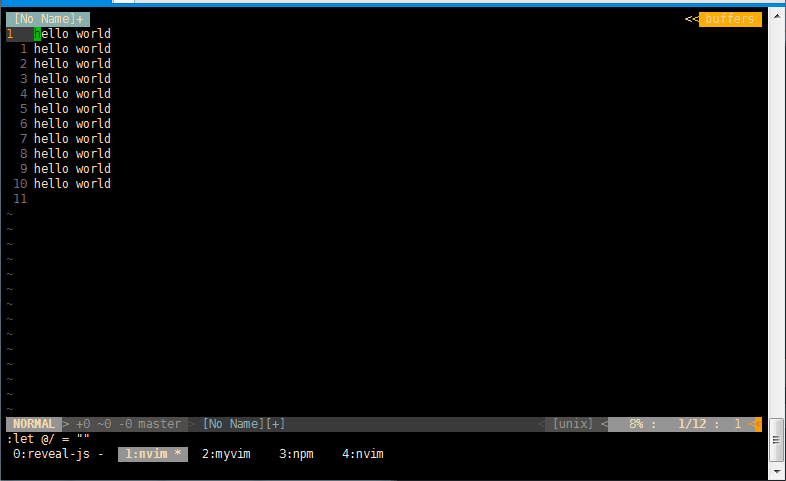 [No Name]+ << buffers
1 hello world
1 hello world
2 hello world
3 hello world
4 hello world
5 hello world
6 hello world
7 hello world
8 hello world
9 hello world
10 hello world
11
~
~
~
~
~
~
~
~
~
~
~
~
~
~
NORMAL > +0 ~0 -0 master > [No Name][+] < [unix] < 8% : 1/12 : 1 <<
:let @/ = ""
0:reveal-js - 1:nvim * 2:myvim 3:npm 4:nvim